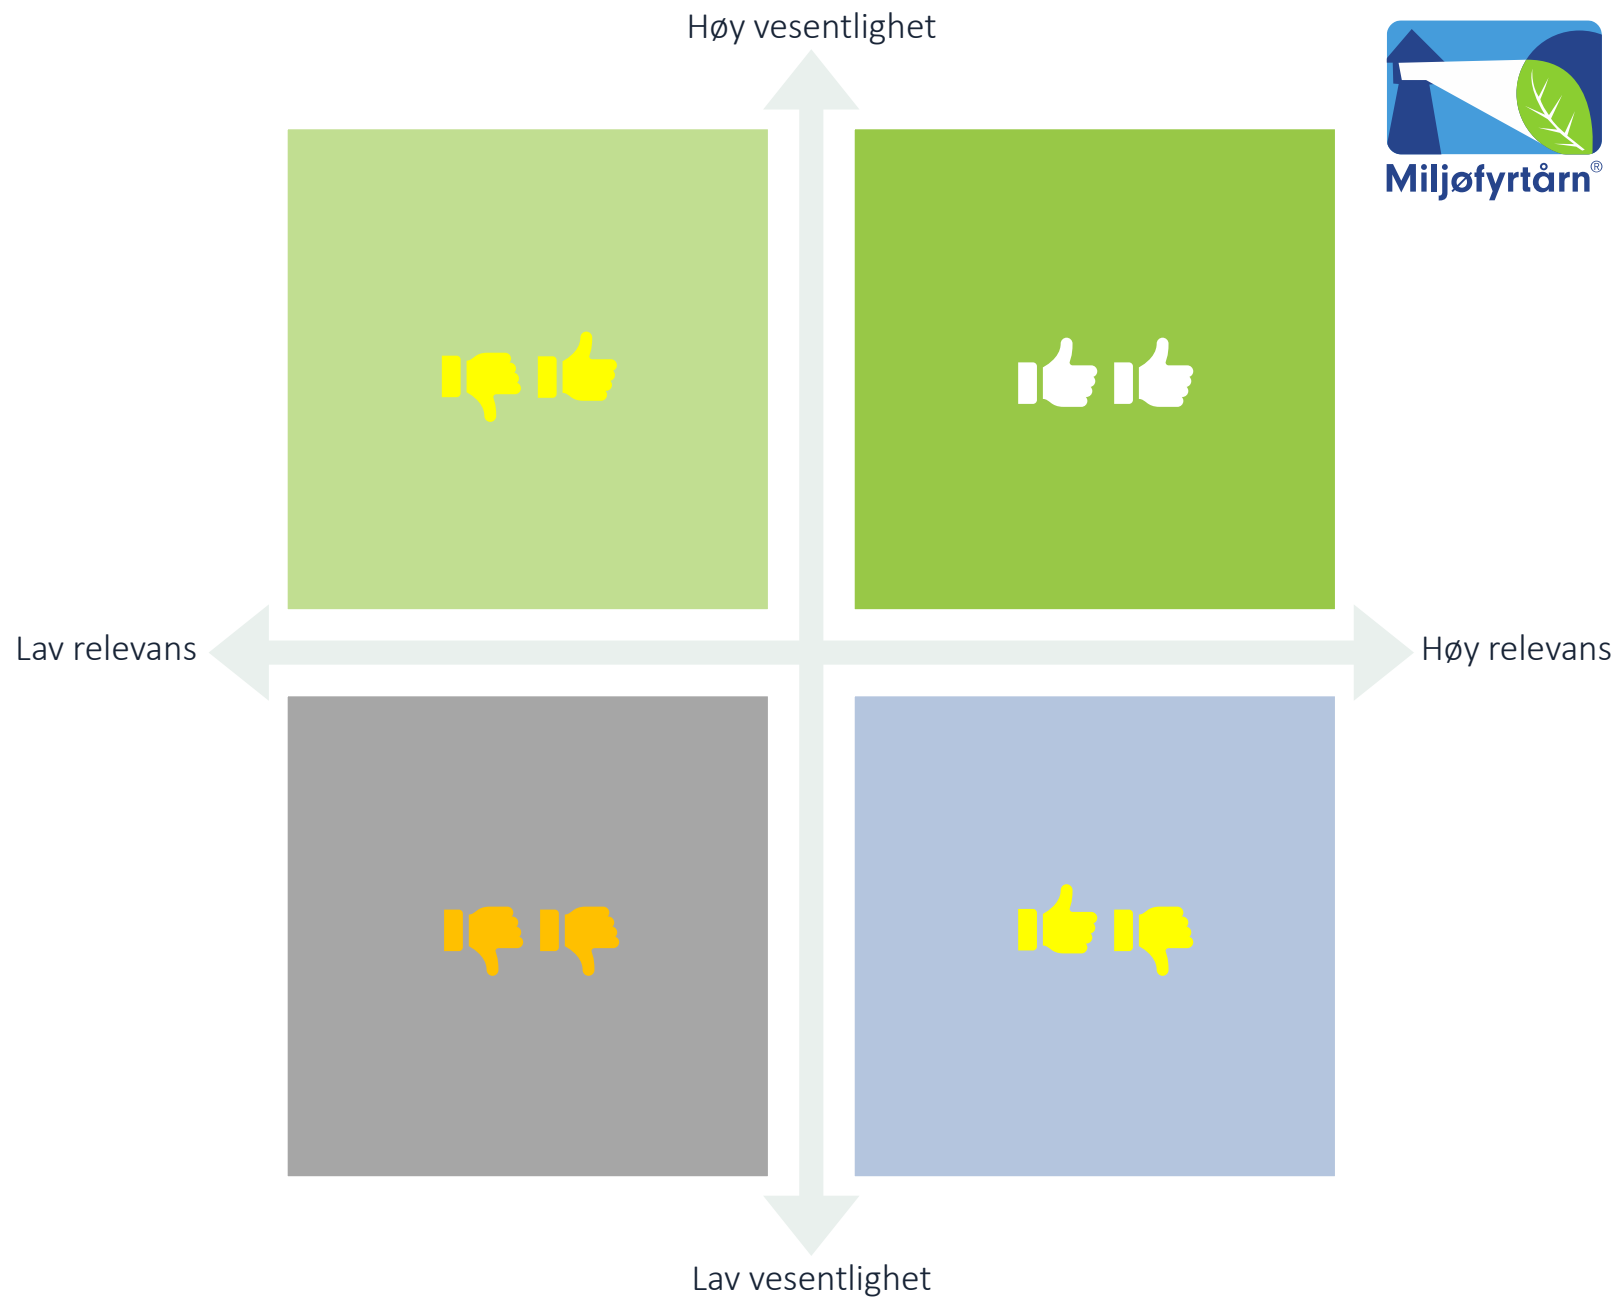 Høy vesentlighet
Miljøfyrtårn®
Lav relevans
Høy relevans
Lav vesentlighet